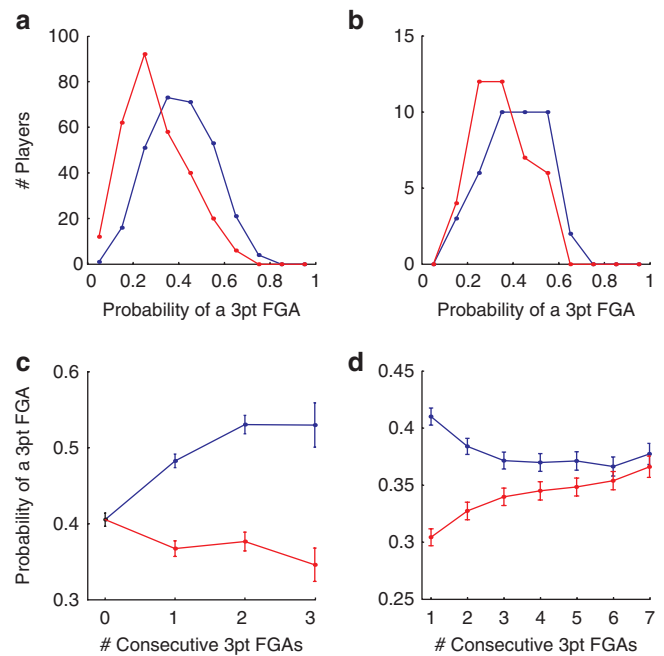 a
b
100
80
60
40
20
0
# Players
0 0.2 0.4 0.6 0.8 1
Probability of a 3pt FGA
15
10
5
0
0 0.2 0.4 0.6 0.8 1
Probability of a 3pt FGA
c
d
0.6
0.5
0.4
0.3
Probability of a 3pt FGA
0 1 2 3
# Consecutive 3pt FGAs
0.45
0.4
0.35
0.3
0.25
1 2 3 4 5 6 7
# Consecutive 3pt FGAs